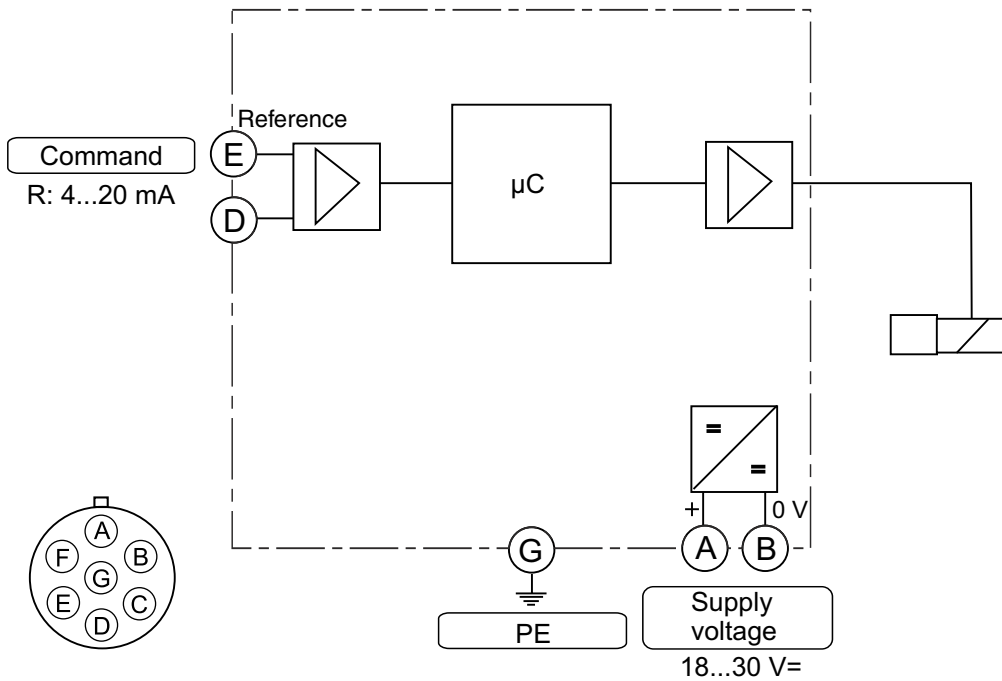 Reference
E
Command
R: 4...20 mA
D
µC
+
0 V
G
A
B
PE
Supply
voltage
18...30 V=
A
F
B
G
E
C
D